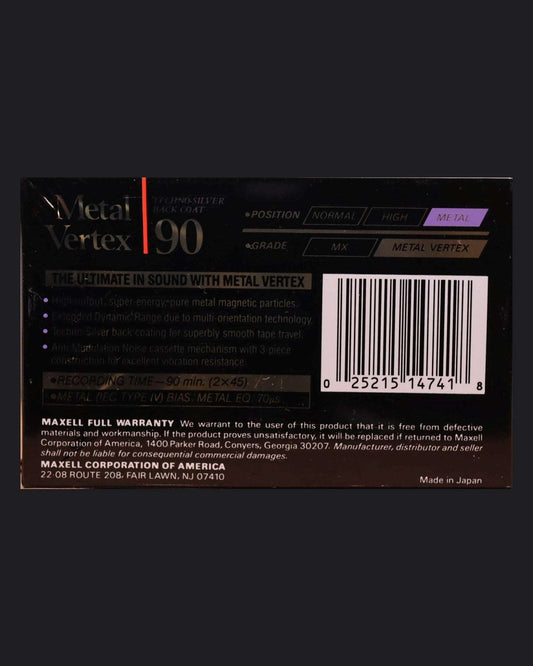 Metal
Vertex
TECHNO-SILVER
BACK COAT
90
•POSITION NORMAL HIGH METAL
•GRADE MX METAL VERTEX
THE ULTIMATE IN SOUND WITH METAL VERTEX
• High output, super-energy, pure metal magnetic particles.
• Extended Dynamic Range due to multi-orientation technology.
• Techno-Silver back coating for superbly smooth tape travel.
• Anti-Modulation Noise cassette mechanism with 3-piece
construction for excellent vibration resistance.
•RECORDING TIME—90 min. (2×45)
•METAL (IEC TYPE IV) BIAS. METAL EQ. 70μs
0 25215 14741 8
MAXELL FULL WARRANTY We warrant to the user of this product that it is free from defective
materials and workmanship. If the product proves unsatisfactory, it will be replaced if returned to Maxell
Corporation of America, 1400 Parker Road, Conyers, Georgia 30207. Manufacturer, distributor and seller
shall not be liable for consequential commercial damages.
MAXELL CORPORATION OF AMERICA
22-08 ROUTE 208, FAIR LAWN, NJ 07410
Made in Japan